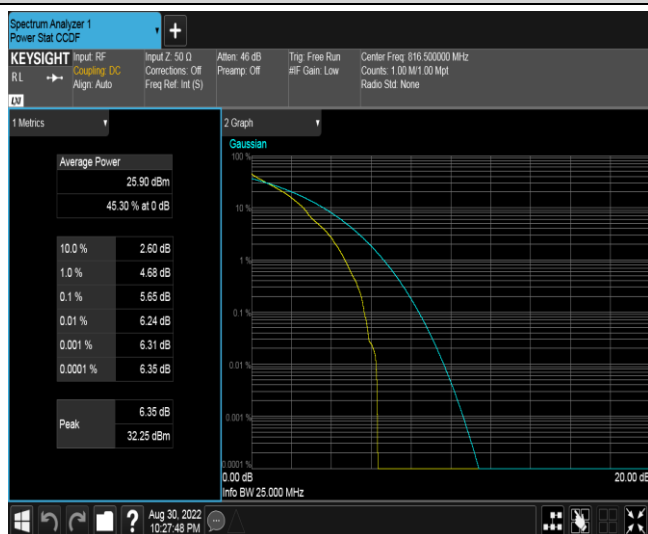 Spectrum Analyzer 1
Power Stat CCDF
+
KEYSIGHT
RL
LXI
Input: RF
Coupling: DC
Align: Auto
Input Z: 50 Ω
Corrections: Off
Freq Ref: Int (S)
Atten: 46 dB
Preamp: Off
Trig: Free Run
#IF Gain: Low
Center Freq: 816.500000 MHz
Counts: 1.00 M/1.00 Mpt
Radio Std: None
1 Metrics
Average Power
25.90 dBm
45.30 % at 0 dB
10.0 % 2.60 dB
1.0 % 4.68 dB
0.1 % 5.65 dB
0.01 % 6.24 dB
0.001 % 6.31 dB
0.0001 % 6.35 dB
Peak
6.35 dB
32.25 dBm
2 Graph
Gaussian
100 %
10 %
1 %
0.1 %
0.01 %
0.001 %
0.0001 %
0.00 dB
20.00 dB
Info BW 25.000 MHz
?
Aug 30, 2022
10:27:48 PM